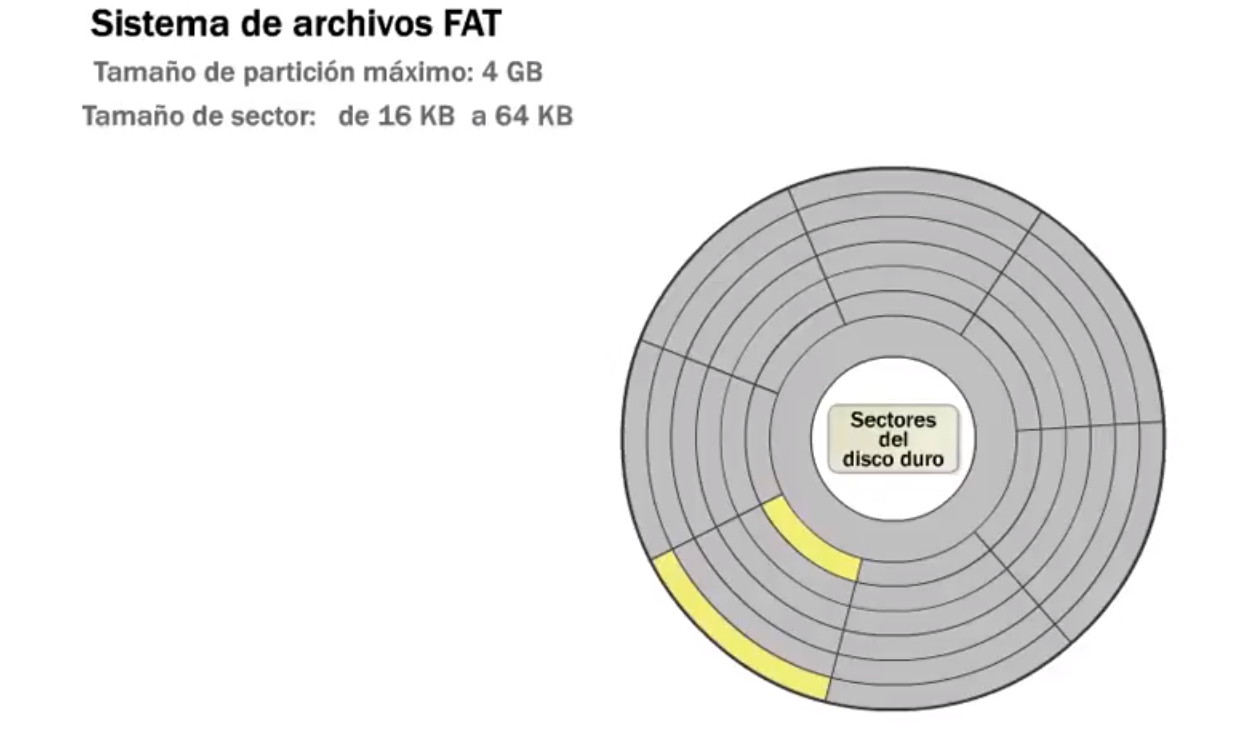 Sistema de archivos FAT
Tamaño de partición máximo: 4 GB
Tamaño de sector: de 16 KB a 64 KB
Sectores
del
disco duro